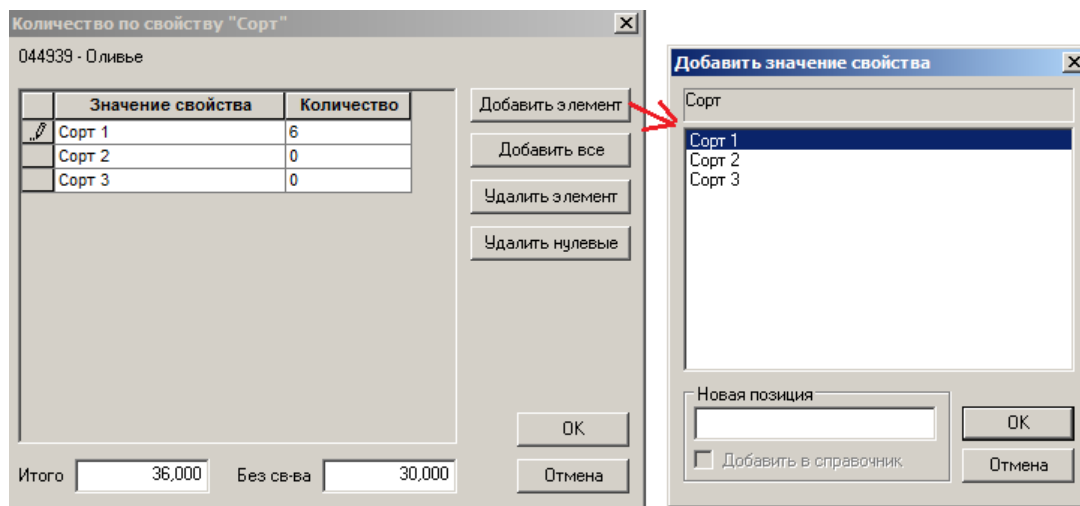 Количество по свойству "Сорт"
044939 - Оливье
Значение свойства Количество
Сорт 1 6
Сорт 2 0
Сорт 3 0
Добавить элемент
Добавить все
Удалить элемент
Удалить нулевые
OK
Итого 36,000 Без св-ва 30,000 Отмена
Добавить значение свойства
Сорт
Сорт 1
Сорт 2
Сорт 3
Новая позиция
OK
Добавить в справочник
Отмена